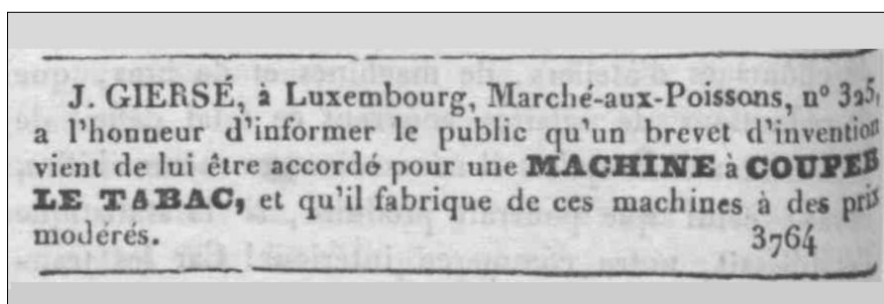 J. GIERSÉ, à Luxembourg, Marché-aux-Poissons, n° 325,
a l'honneur d'informer le public qu'un brevet d'invention
vient de lui être accordé pour une MACHINE à COUPER
LE TABAC, et qu'il fabrique de ces machines à des prix
modérés. 3764